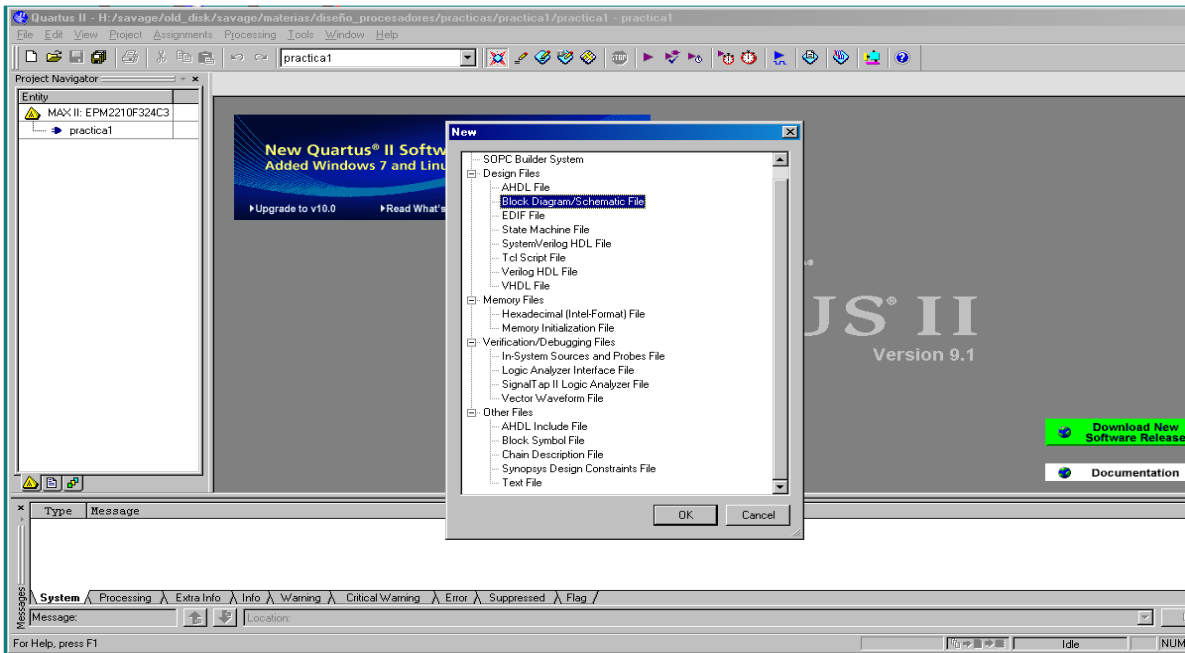 Quartus II - H:/savage/old_disk/savage/materias/diseño_procesadores/practicas/practica1/practica1 - practica1
File Edit View Project Assignments Processing Tools Window Help
practica1
Project Navigator
Entity
MAX II: EPM2210F324C3
practica1
New Quartus® II Softw
Added Windows 7 and Linu
Upgrade to v10.0 Read What's
New
SOPC Builder System
Design Files
AHDL File
Block Diagram/Schematic File
EDIF File
State Machine File
SystemVerilog HDL File
Tcl Script File
Verilog HDL File
VHDL File
Memory Files
Hexadecimal (Intel-Format) File
Memory Initialization File
Verification/Debugging Files
In-System Sources and Probes File
Logic Analyzer Interface File
SignalTap II Logic Analyzer File
Vector Waveform File
Other Files
AHDL Include File
Block Symbol File
Chain Description File
Synopsys Design Constraints File
Text File
OK Cancel
US® II
Version 9.1
Download New
Software Release
Documentation
Type Message
Messages
System Processing Extra Info Info Warning Critical Warning Error Suppressed Flag
Message: Location:
For Help, press F1
Idle NUM